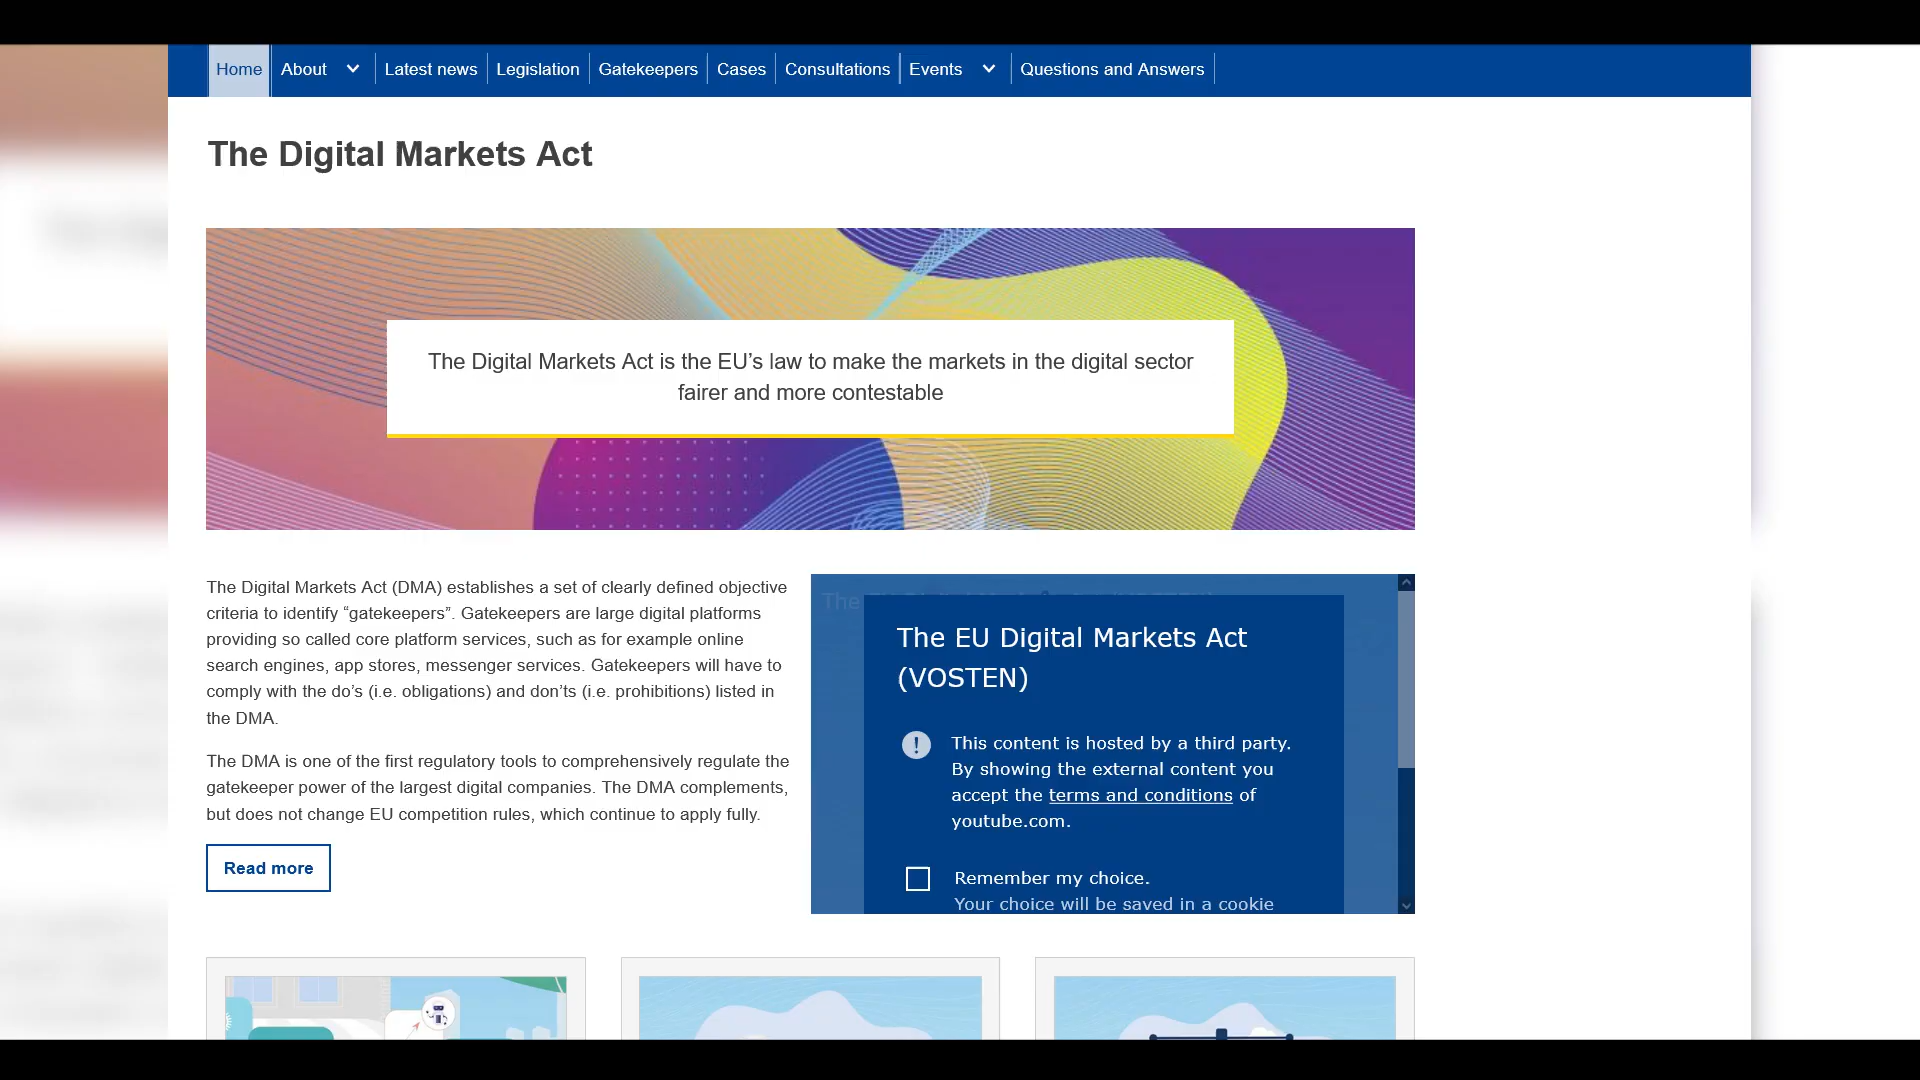 Home About Latest news Legislation Gatekeepers Cases Consultations Events Questions and Answers
The Digital Markets Act
The Digital Markets Act is the EU’s law to make the markets in the digital sector
fairer and more contestable
The Digital Markets Act (DMA) establishes a set of clearly defined objective
criteria to identify “gatekeepers”. Gatekeepers are large digital platforms
providing so called core platform services, such as for example online
search engines, app stores, messenger services. Gatekeepers will have to
comply with the do’s (i.e. obligations) and don’ts (i.e. prohibitions) listed in
the DMA.
The DMA is one of the first regulatory tools to comprehensively regulate the
gatekeeper power of the largest digital companies. The DMA complements,
but does not change EU competition rules, which continue to apply fully.
Read more
The EU Digital Markets Act
(VOSTEN)
This content is hosted by a third party.
By showing the external content you
accept the terms and conditions of
youtube.com.
Remember my choice.
Your choice will be saved in a cookie